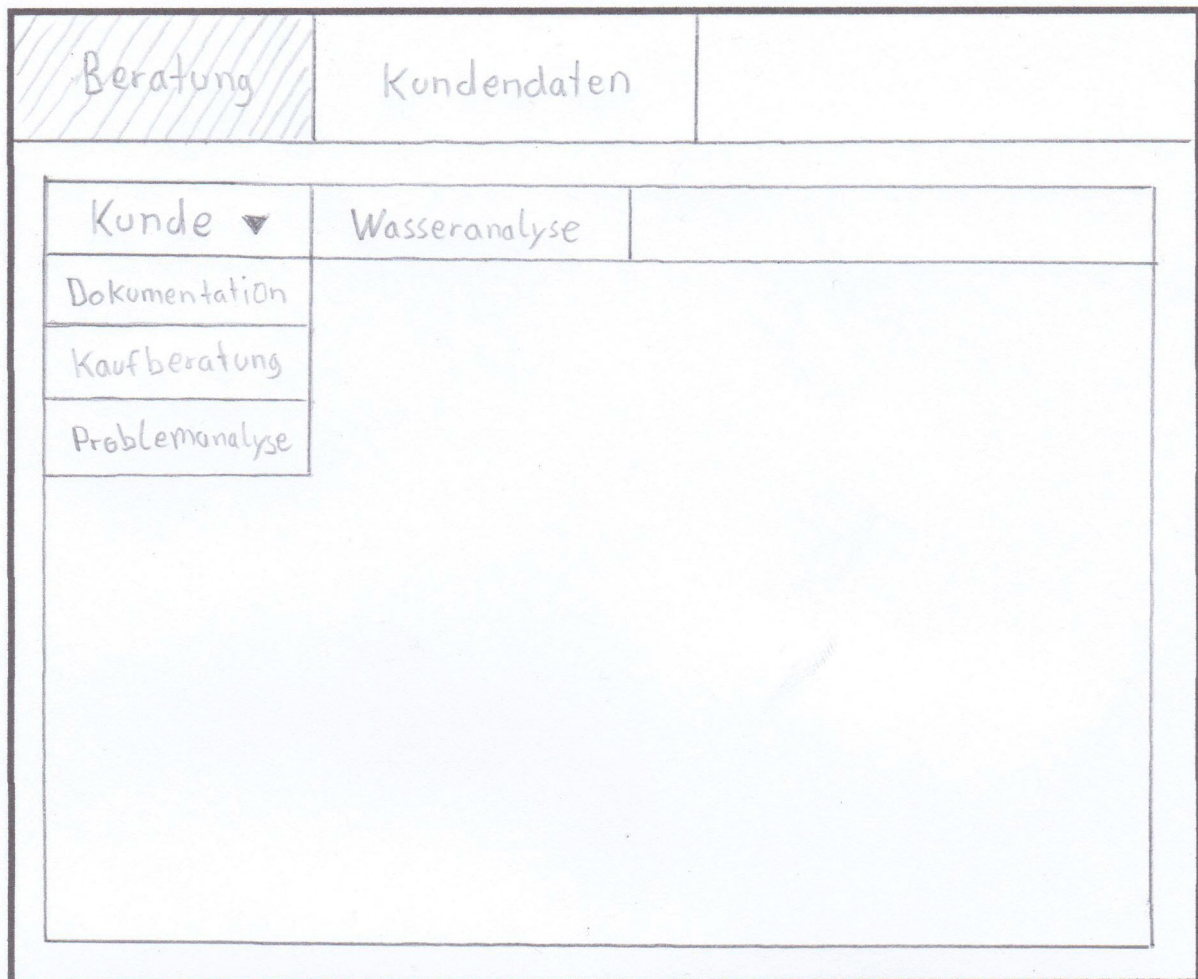 Beratung Kundendaten
Kunde Wasseranalyse
Dokumentation
Kaufberatung
Problemanalyse